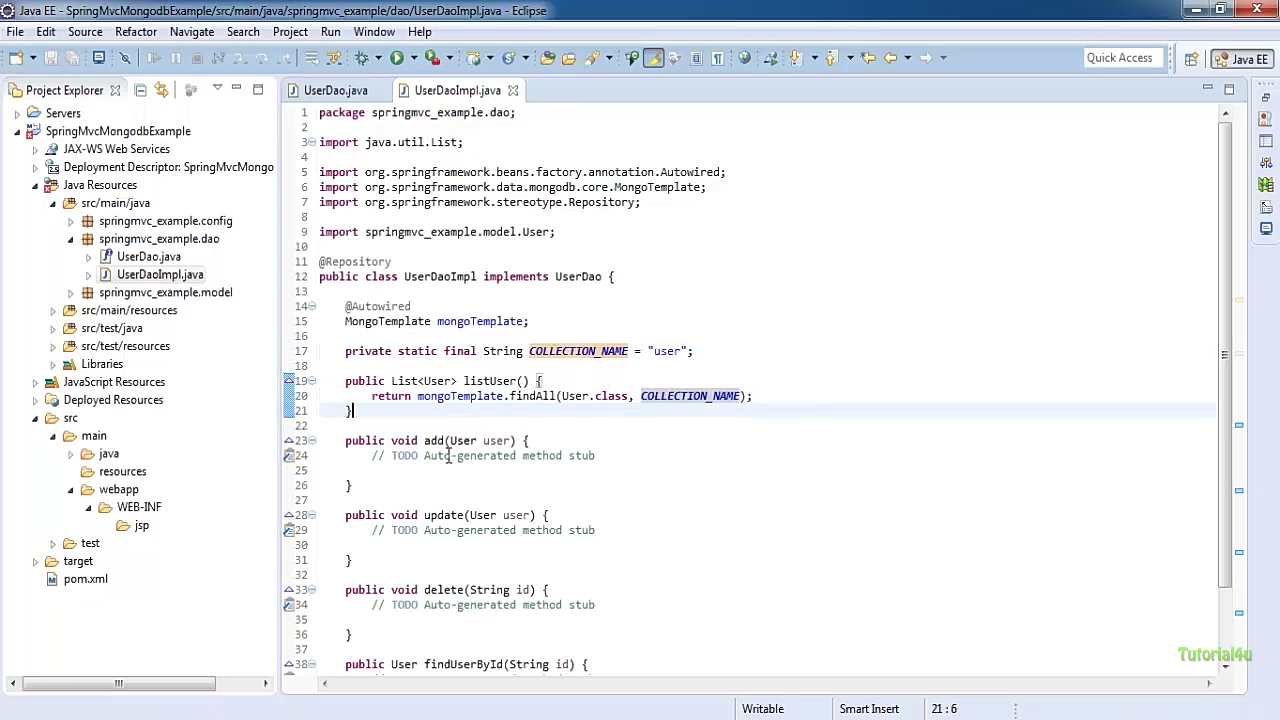 Java EE - SpringMvcMongodbExample/src/main/java/springmvc_example/dao/UserDaoImpl.java - Eclipse
File Edit Source Refactor Navigate Search Project Run Window Help
Quick Access
Java EE
Project Explorer
Servers
SpringMvcMongodbExample
JAX-WS Web Services
Deployment Descriptor: SpringMvcMongo
Java Resources
src/main/java
springmvc_example.config
springmvc_example.dao
UserDao.java
UserDaoImpl.java
springmvc_example.model
src/main/resources
src/test/java
src/test/resources
Libraries
JavaScript Resources
Deployed Resources
src
main
java
resources
webapp
WEB-INF
jsp
test
target
pom.xml
UserDao.java UserDaoImpl.java
1 package springmvc_example.dao;
2
3 import java.util.List;
4
5 import org.springframework.beans.factory.annotation.Autowired;
6 import org.springframework.data.mongodb.core.MongoTemplate;
7 import org.springframework.stereotype.Repository;
8
9 import springmvc_example.model.User;
10
11 @Repository
12 public class UserDaoImpl implements UserDao {
13
14 @Autowired
15 MongoTemplate mongoTemplate;
16
17 private static final String COLLECTION_NAME = "user";
18
19 public List<User> listUser() {
20 return mongoTemplate.findAll(User.class, COLLECTION_NAME);
21 }
22
23 public void add(User user) {
24 // TODO Auto-generated method stub
25
26 }
27
28 public void update(User user) {
29 // TODO Auto-generated method stub
30
31 }
32
33 public void delete(String id) {
34 // TODO Auto-generated method stub
35
36 }
37
38 public User findUserById(String id) {
Tutorial4u
Writable Smart Insert 21 : 6